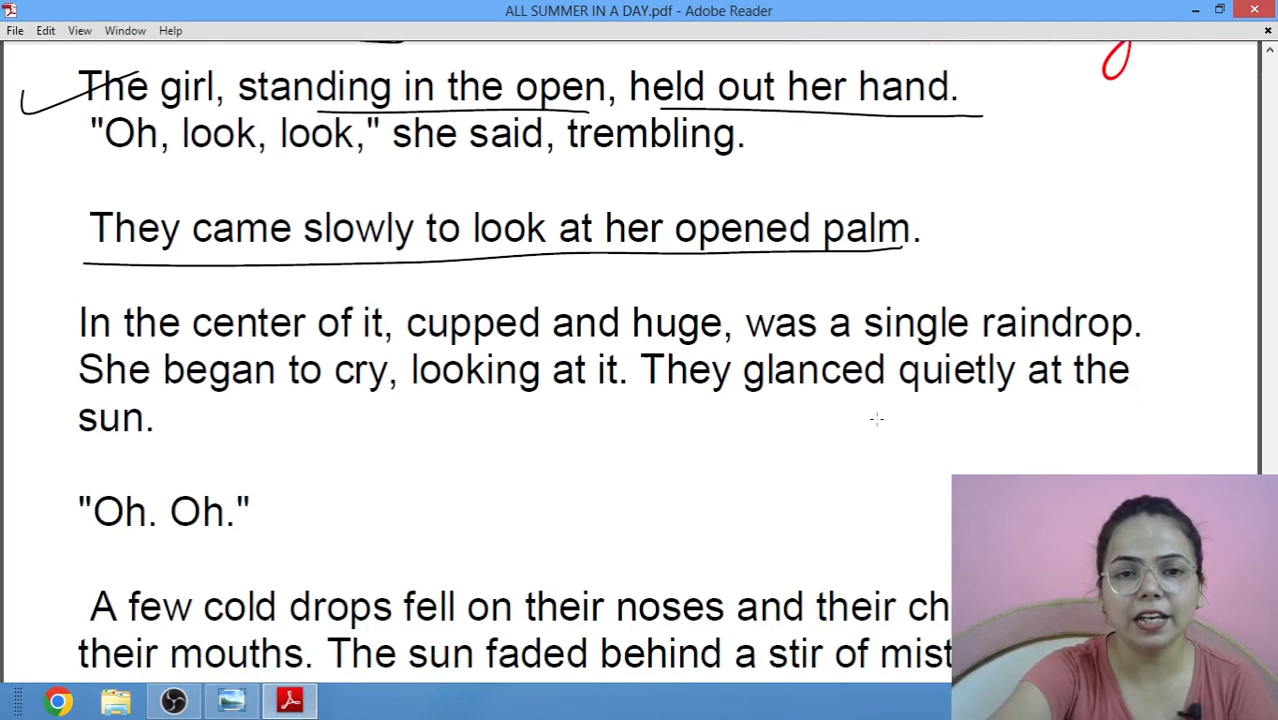 ALL SUMMER IN A DAY.pdf - Adobe Reader
File Edit View Window Help
The girl, standing in the open, held out her hand.
"Oh, look, look," she said, trembling.
They came slowly to look at her opened palm.
In the center of it, cupped and huge, was a single raindrop.
She began to cry, looking at it. They glanced quietly at the
sun.
"Oh. Oh."
A few cold drops fell on their noses and their
their mouths. The sun faded behind a stir of mist